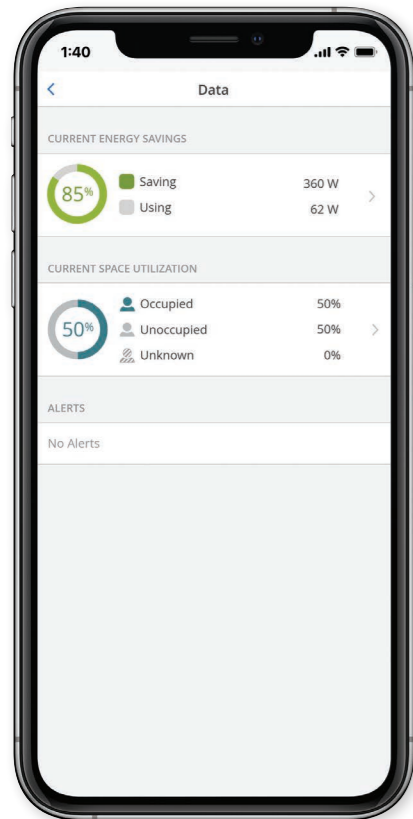 1:40
Data
CURRENT ENERGY SAVINGS
85%
Saving 360 W
Using 62 W
CURRENT SPACE UTILIZATION
50%
Occupied 50%
Unoccupied 50%
Unknown 0%
ALERTS
No Alerts